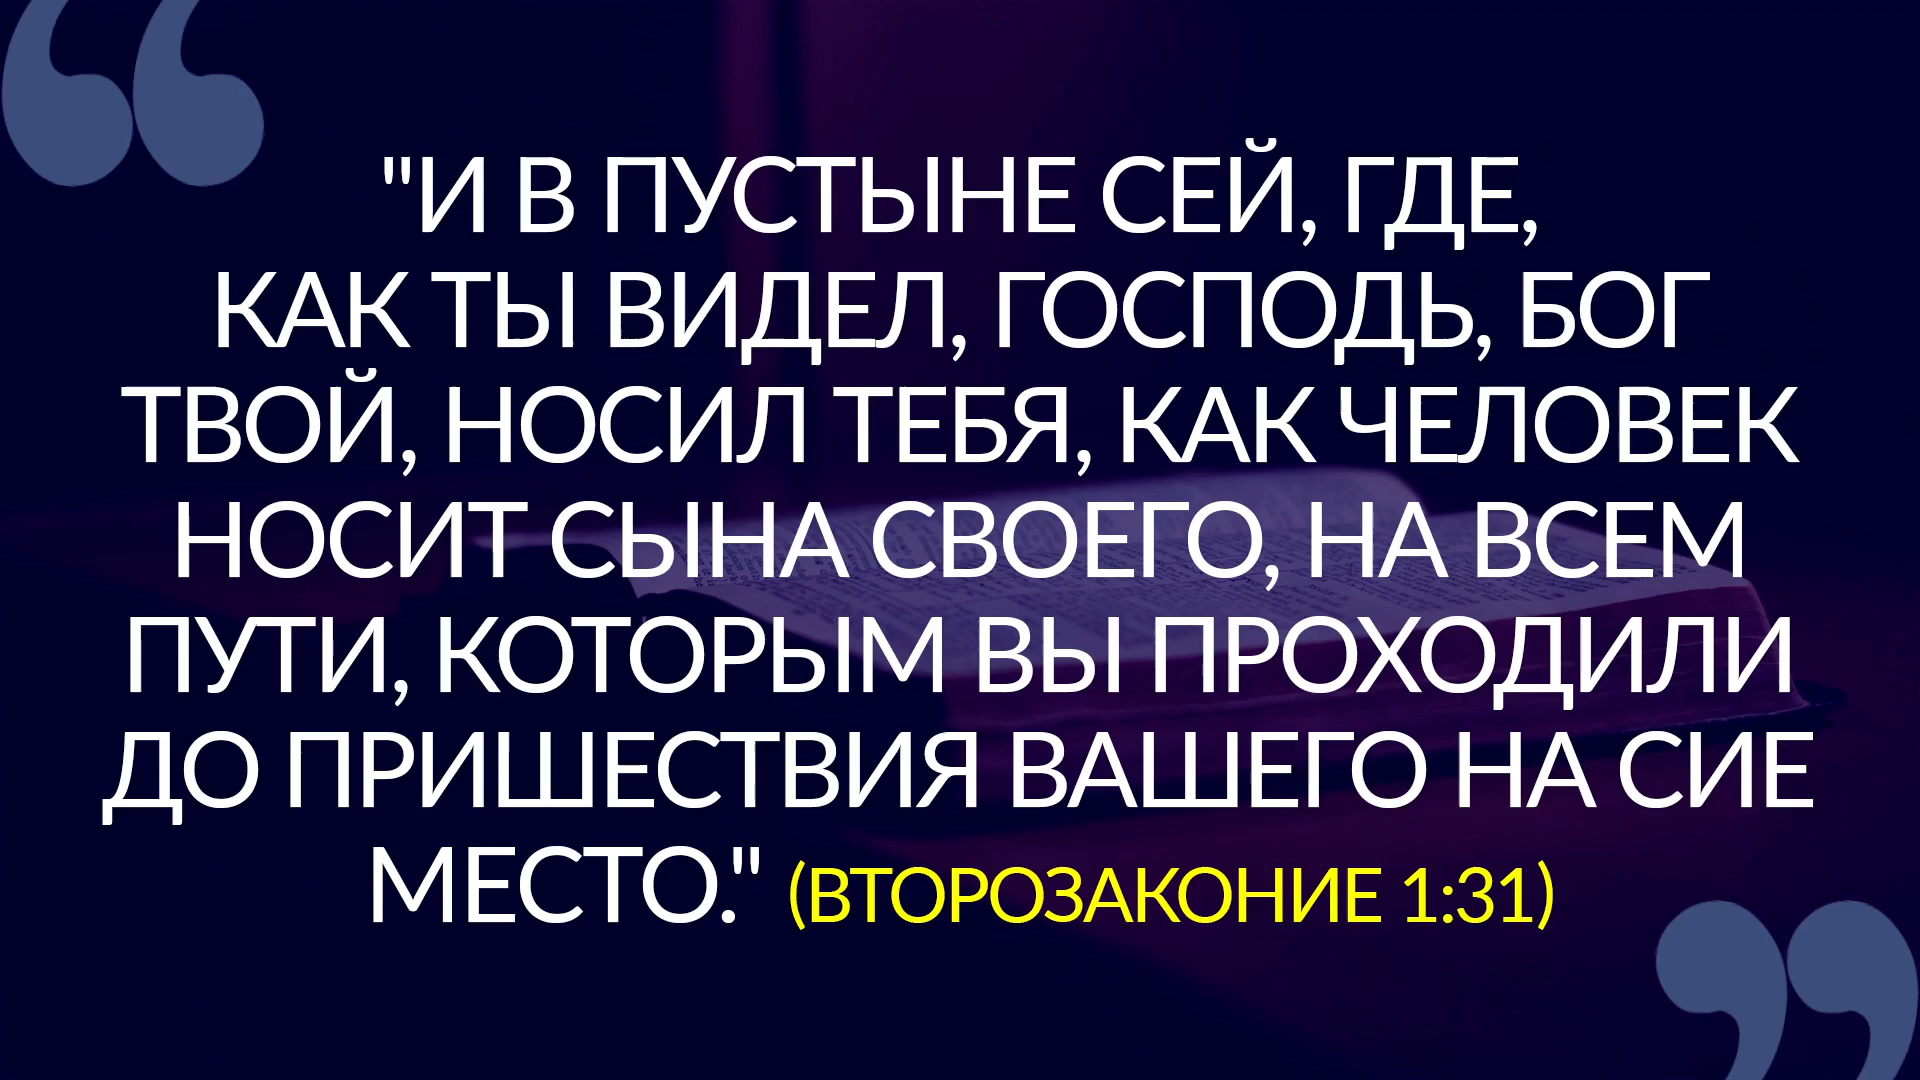 "И В ПУСТЫНЕ СЕЙ, ГДЕ,
КАК ТЫ ВИДЕЛ, ГОСПОДЬ, БОГ
ТВОЙ, НОСИЛ ТЕБЯ, КАК ЧЕЛОВЕК
НОСИТ СЫНА СВОЕГО, НА ВСЕМ
ПУТИ, КОТОРЫМ ВЫ ПРОХОДИЛИ
ДО ПРИШЕСТВИЯ ВАШЕГО НА СИЕ
МЕСТО." (ВТОРОЗАКОНИЕ 1:31)